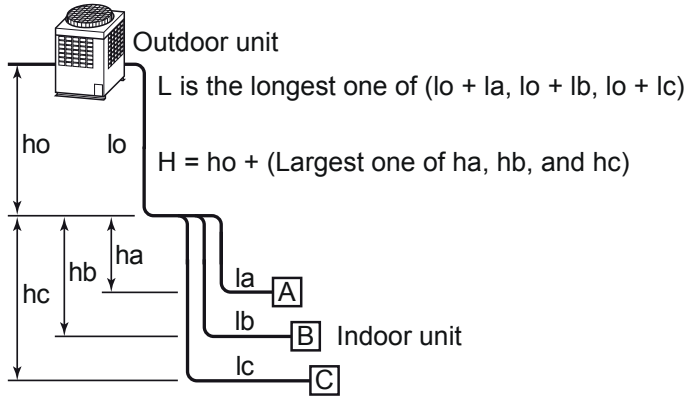 Outdoor unit
L is the longest one of (lo + la, lo + lb, lo + lc)
ho
lo
H = ho + (Largest one of ha, hb, and hc)
ha
hb
hc
la
A
lb
B Indoor unit
lc
C